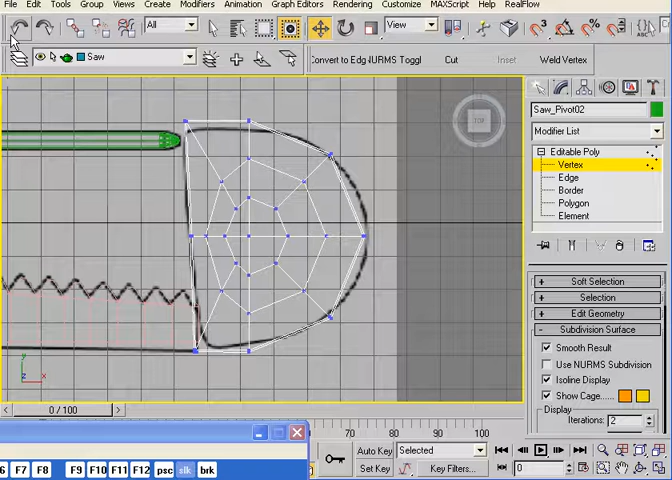 File Edit Tools Group Views Create Modifiers Animation Graph Editors Rendering Customize MAXScript Help RealFlow
All View
Saw Convert to Edg NURMS Toggl Cut Inset Weld Vertex
TOP
Saw_Pivot02
Modifier List
Editable Poly
Vertex
Edge
Border
Polygon
Element
Soft Selection
Selection
Edit Geometry
Subdivision Surface
Smooth Result
Use NURMS Subdivision
Isoline Display
Show Cage......
Display
Iterations: 2
y
z x
0 / 100
70 80 90 100
Auto Key Selected
Set Key Key Filters... 0
6 F7 F8 F9 F10 F11 F12 psc slk brk